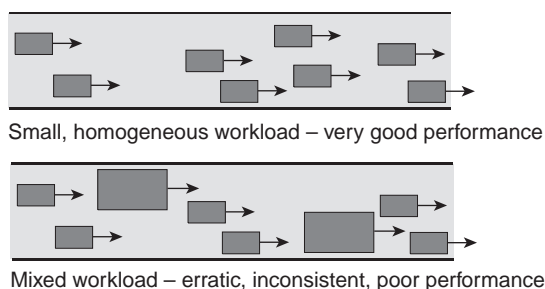 Small, homogeneous workload – very good performance
Mixed workload – erratic, inconsistent, poor performance